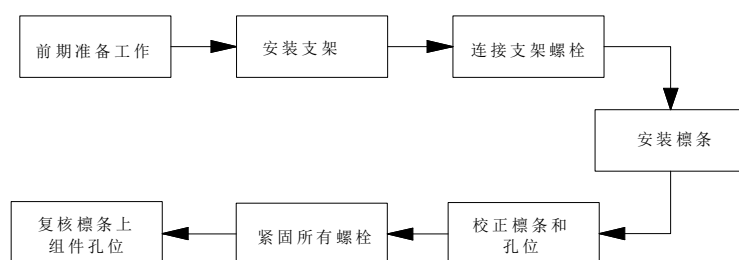 前期准备工作
安装支架
连接支架螺栓
安装檩条
校正檩条和
孔位
紧固所有螺栓
复核檩条上
组件孔位